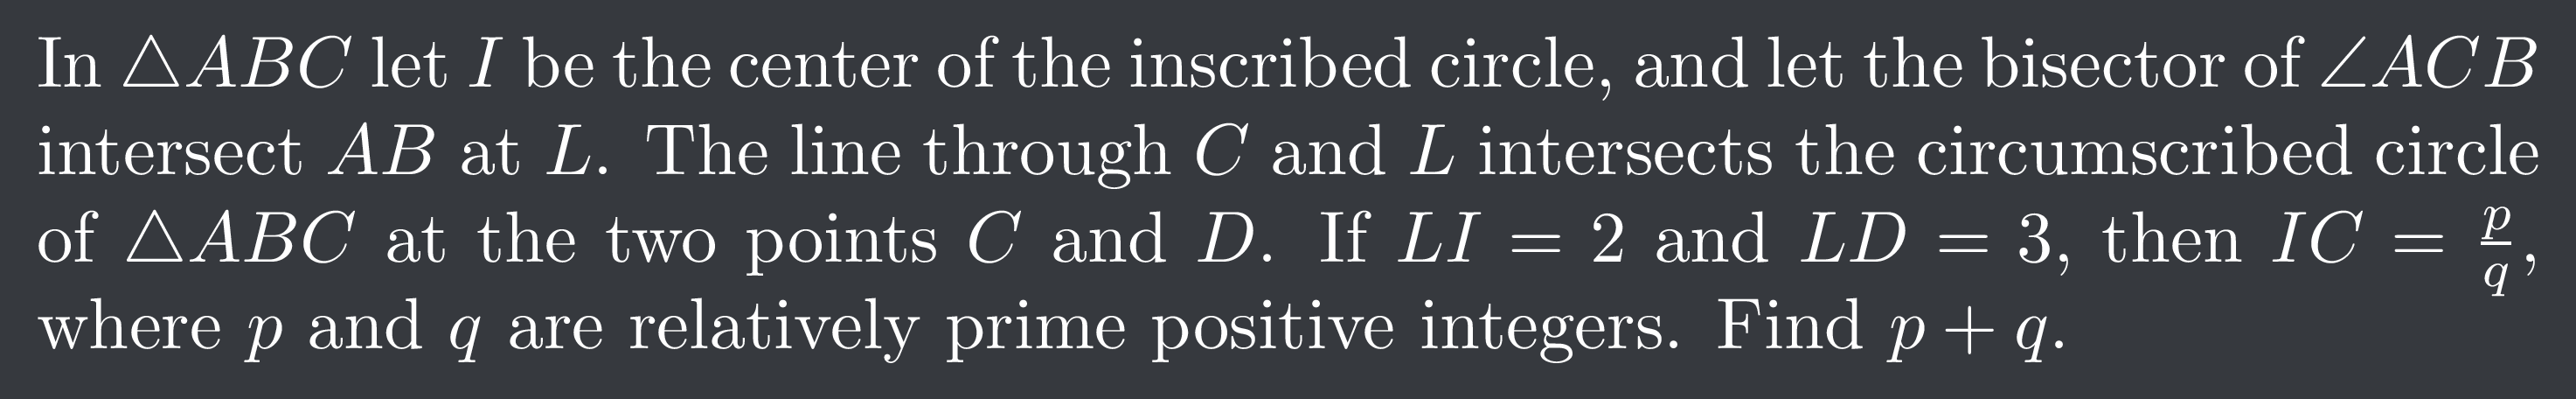 In △ABC let I be the center of the inscribed circle, and let the bisector of ∠ACB
intersect AB at L. The line through C and L intersects the circumscribed circle
of △ABC at the two points C and D. If LI = 2 and LD = 3, then IC = p/q,
where p and q are relatively prime positive integers. Find p + q.